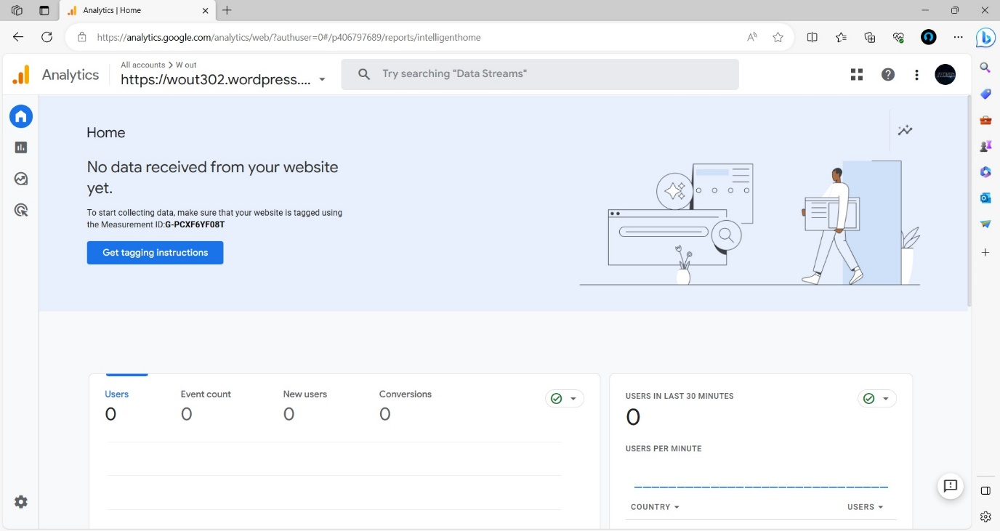 Analytics | Home
https://analytics.google.com/analytics/web/?authuser=0#/p406797689/reports/intelligenthome
Analytics
All accounts > W out
https://wout302.wordpress....
Try searching "Data Streams"
Home
No data received from your website
yet.
To start collecting data, make sure that your website is tagged using
the Measurement ID:G-PCXF6YF08T
Get tagging instructions
Users Event count New users Conversions
0 0 0 0
USERS IN LAST 30 MINUTES
0
USERS PER MINUTE
COUNTRY USERS